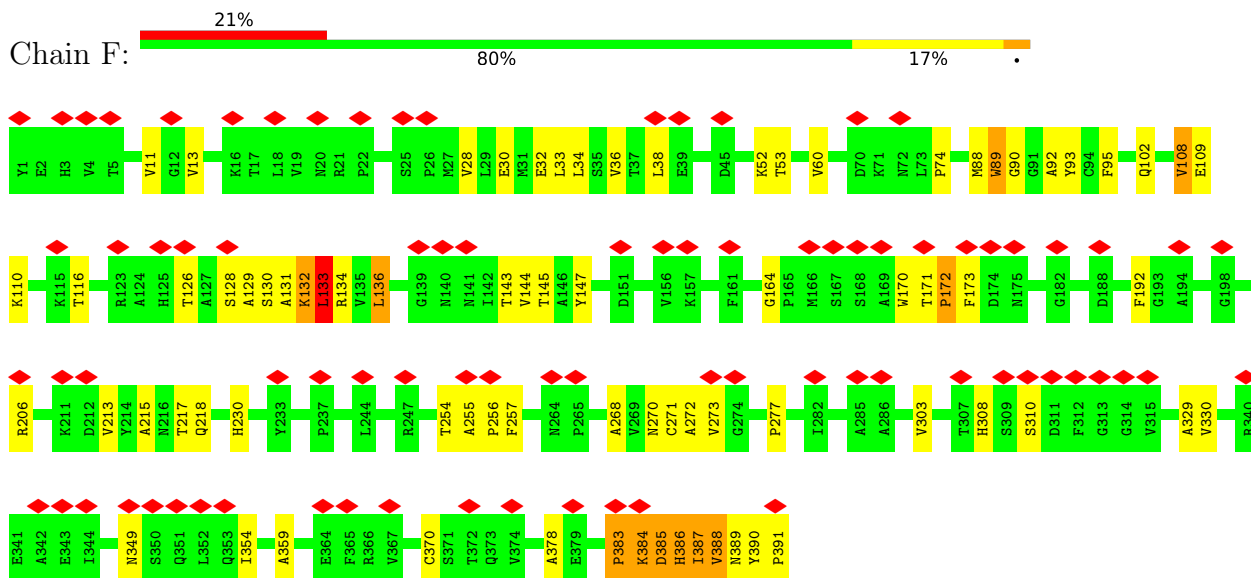 21%
Chain F:
80% 17% •
Y1 E2 H3 V4 T5 V11 G12 V13 K16 T17 L18 V19 N20 R21 P22 S25 P26 M27 V28 L29 E30 M31 E32 L33 L34 S35 V36 T37 L38 E39 D45 K52 T53 V60 D70 K71 N72 L73 P74 M88 W89 G90 G91 A92 Y93 C94 F95 Q102 V108 E109
K110 K115 T116 R123 A124 H125 T126 A127 S128 A129 S130 A131 K132 L133 R134 V135 L136 G139 N140 N141 I142 T143 V144 T145 A146 Y147 D151 V156 K157 F161 G164 P165 M166 S167 S168 A169 W170 T171 P172 F173 D174 N175 G182 D188 F192 G193 A194 G198
R206 K211 D212 V213 Y214 A215 N216 T217 Q218 H230 Y233 P237 L244 R247 T254 A255 P256 F257 N264 P265 A268 V269 N270 C271 A272 V273 G274 P277 I282 A285 A286 V303 T307 H308 S309 S310 D311 F312 G313 G314 V315 A329 V330 R340
E341 A342 E343 I344 N349 S350 Q351 L352 Q353 I354 A359 E364 F365 R366 V367 C370 S371 T372 Q373 V374 A378 E379 P383 K384 D385 H386 I387 V388 N389 Y390 P391